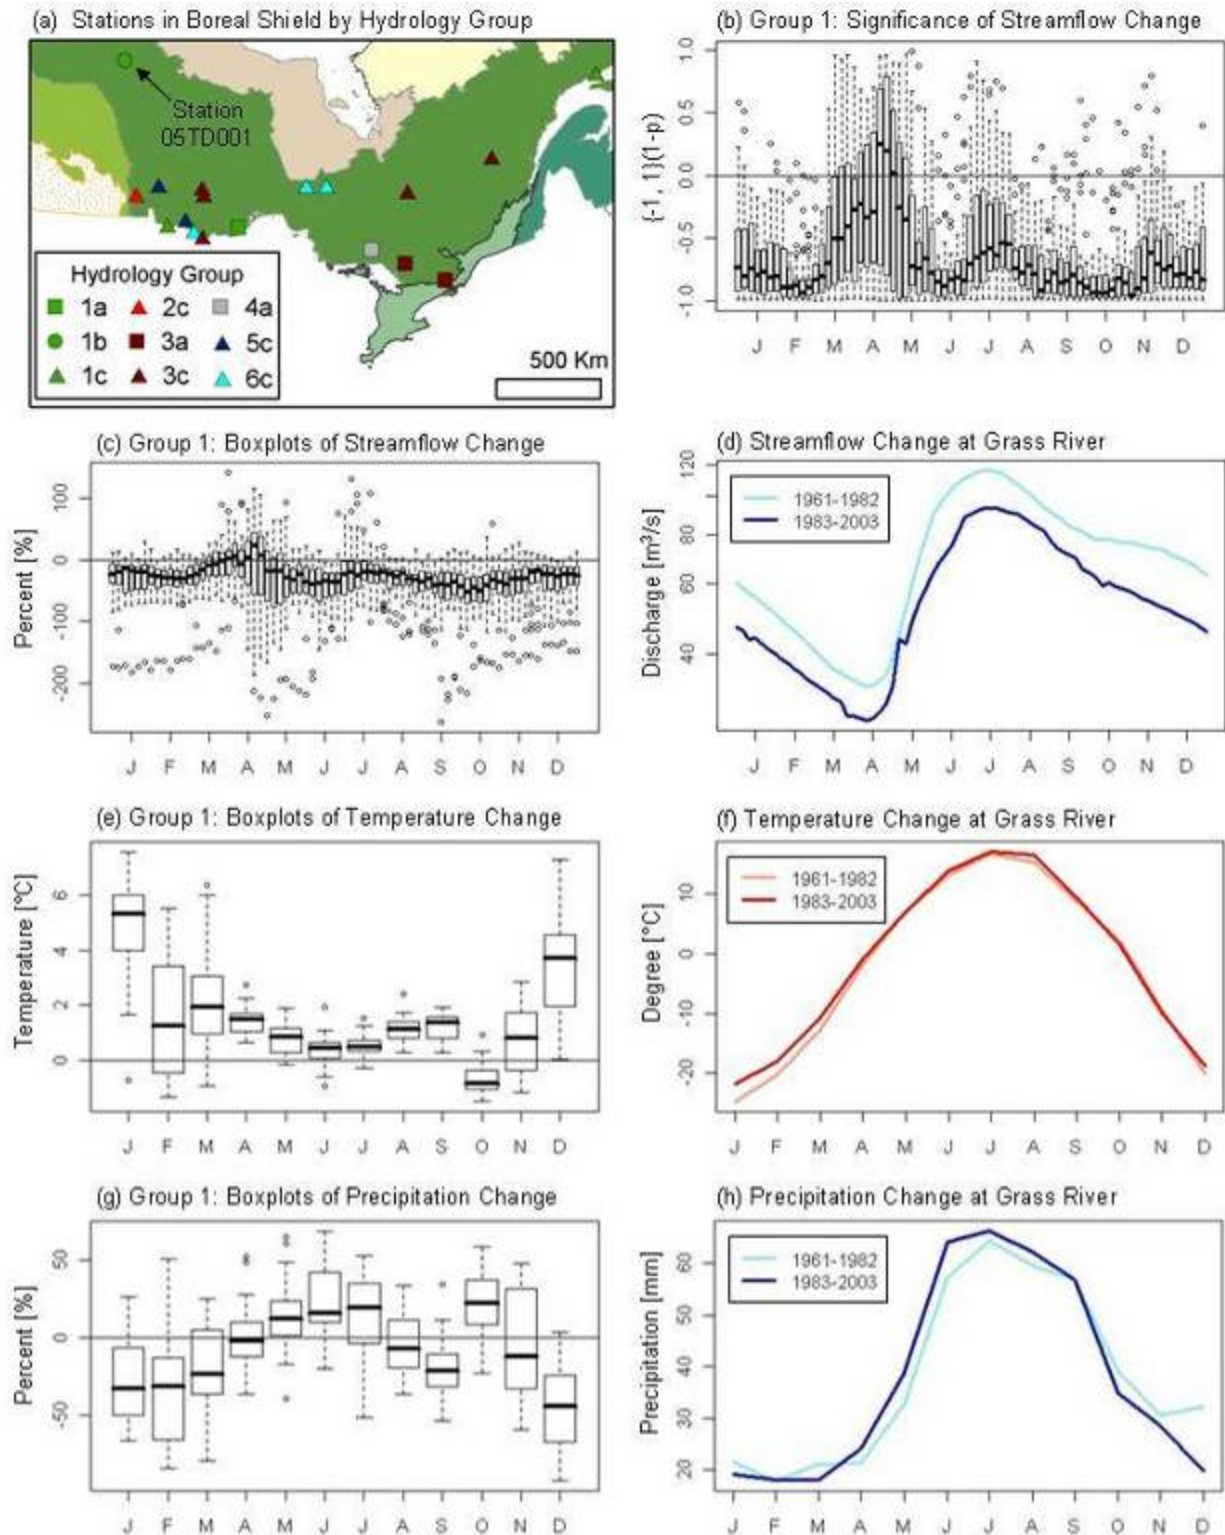 (a) Stations in Boreal Shield by Hydrology Group
Station
05TD001
Hydrology Group
1a 2c 4a
1b 3a 5c
1c 3c 6c
500 Km
(b) Group 1: Significance of Streamflow Change
{-1 , 1}(1-p)
1.0
0.5
0.0
-0.5
-1.0
J F M A M J J A S O N D
(c) Group 1: Boxplots of Streamflow Change
Percent [%]
100
0
-100
-200
J F M A M J J A S O N D
(d) Streamflow Change at Grass River
Discharge [m³/s]
120
80
60
40
1961-1982
1983-2003
J F M A M J J A S O N D
(e) Group 1: Boxplots of Temperature Change
Temperature [°C]
6
4
2
0
J F M A M J J A S O N D
(f) Temperature Change at Grass River
Degree [°C]
10
0
-10
-20
1961-1982
1983-2003
J F M A M J J A S O N D
(g) Group 1: Boxplots of Precipitation Change
Percent [%]
50
0
-50
J F M A M J J A S O N D
(h) Precipitation Change at Grass River
Precipitation [mm]
60
50
40
30
20
1961-1982
1983-2003
J F M A M J J A S O N D